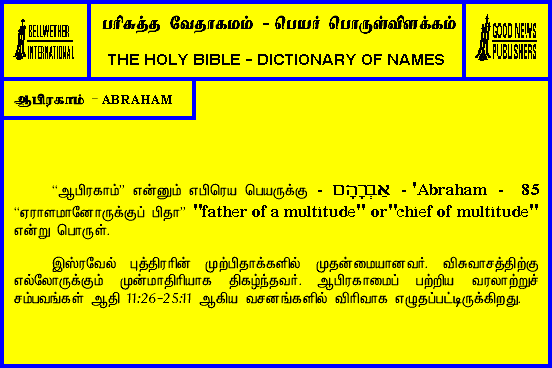 BELLWETHER
INTERNATIONAL
பரிசுத்த வேதாகமம் - பெயர் பொருள்விளக்கம்
THE HOLY BIBLE - DICTIONARY OF NAMES
GOOD NEWS
PUBLISHERS
ஆபிரகாம் - ABRAHAM
“ஆபிரகாம்” என்னும் எபிரெய பெயருக்கு - אַבְרָהָם - 'Abraham - 85
“ஏராளமானோருக்குப் பிதா” "father of a multitude" or"chief of multitude"
என்று பொருள்.
இஸ்ரவேல் புத்திரரின் முற்பிதாக்களில் முதன்மையானவர். விசுவாசத்திற்கு
எல்லோருக்கும் முன்மாதிரியாக திகழ்ந்தவர். ஆபிரகாமைப் பற்றிய வரலாற்றுச்
சம்பவங்கள் ஆதி 11:26-25:11 ஆகிய வசனங்களில் விரிவாக எழுதப்பட்டிருக்கிறது.